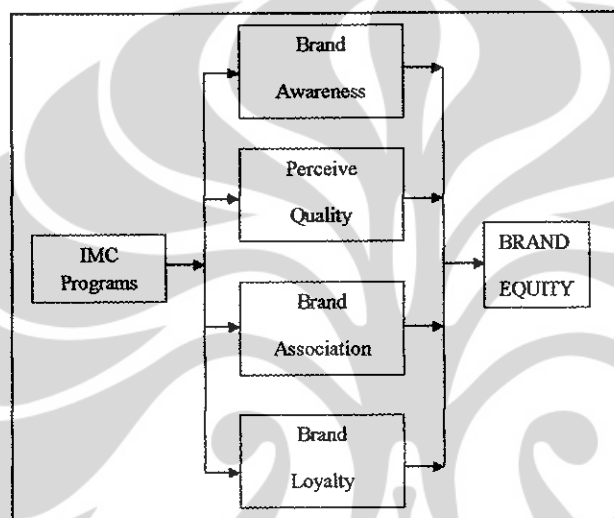 Brand
Awareness
Perceive
Quality
IMC
Programs
BRAND
EQUITY
Brand
Association
Brand
Loyalty